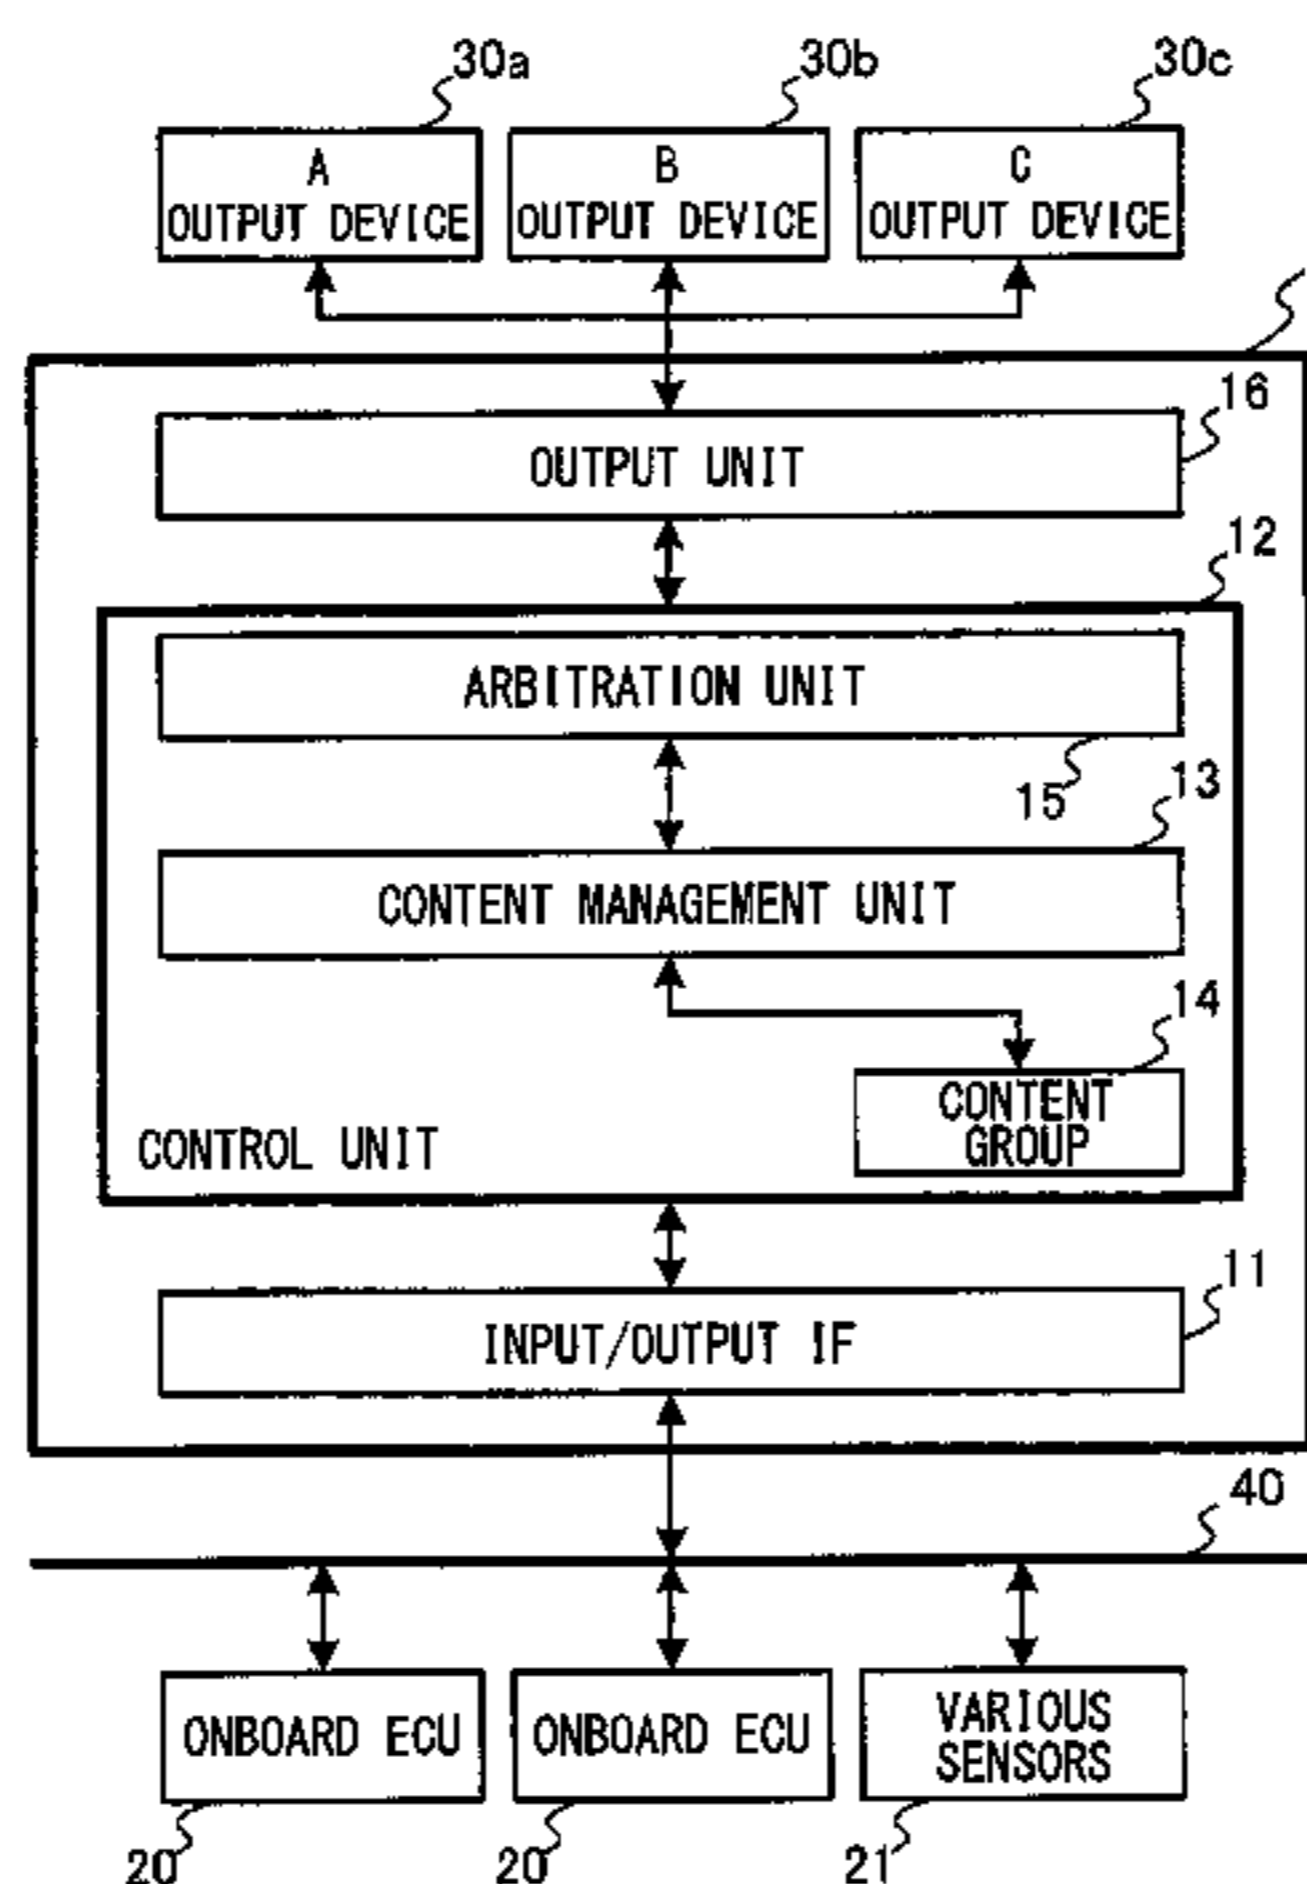 30a
30b
30c
A
OUTPUT DEVICE
B
OUTPUT DEVICE
C
OUTPUT DEVICE
16
OUTPUT UNIT
12
ARBITRATION UNIT
15
13
CONTENT MANAGEMENT UNIT
14
CONTENT
GROUP
CONTROL UNIT
11
INPUT/OUTPUT IF
40
ONBOARD ECU
ONBOARD ECU
VARIOUS
SENSORS
20
20
21